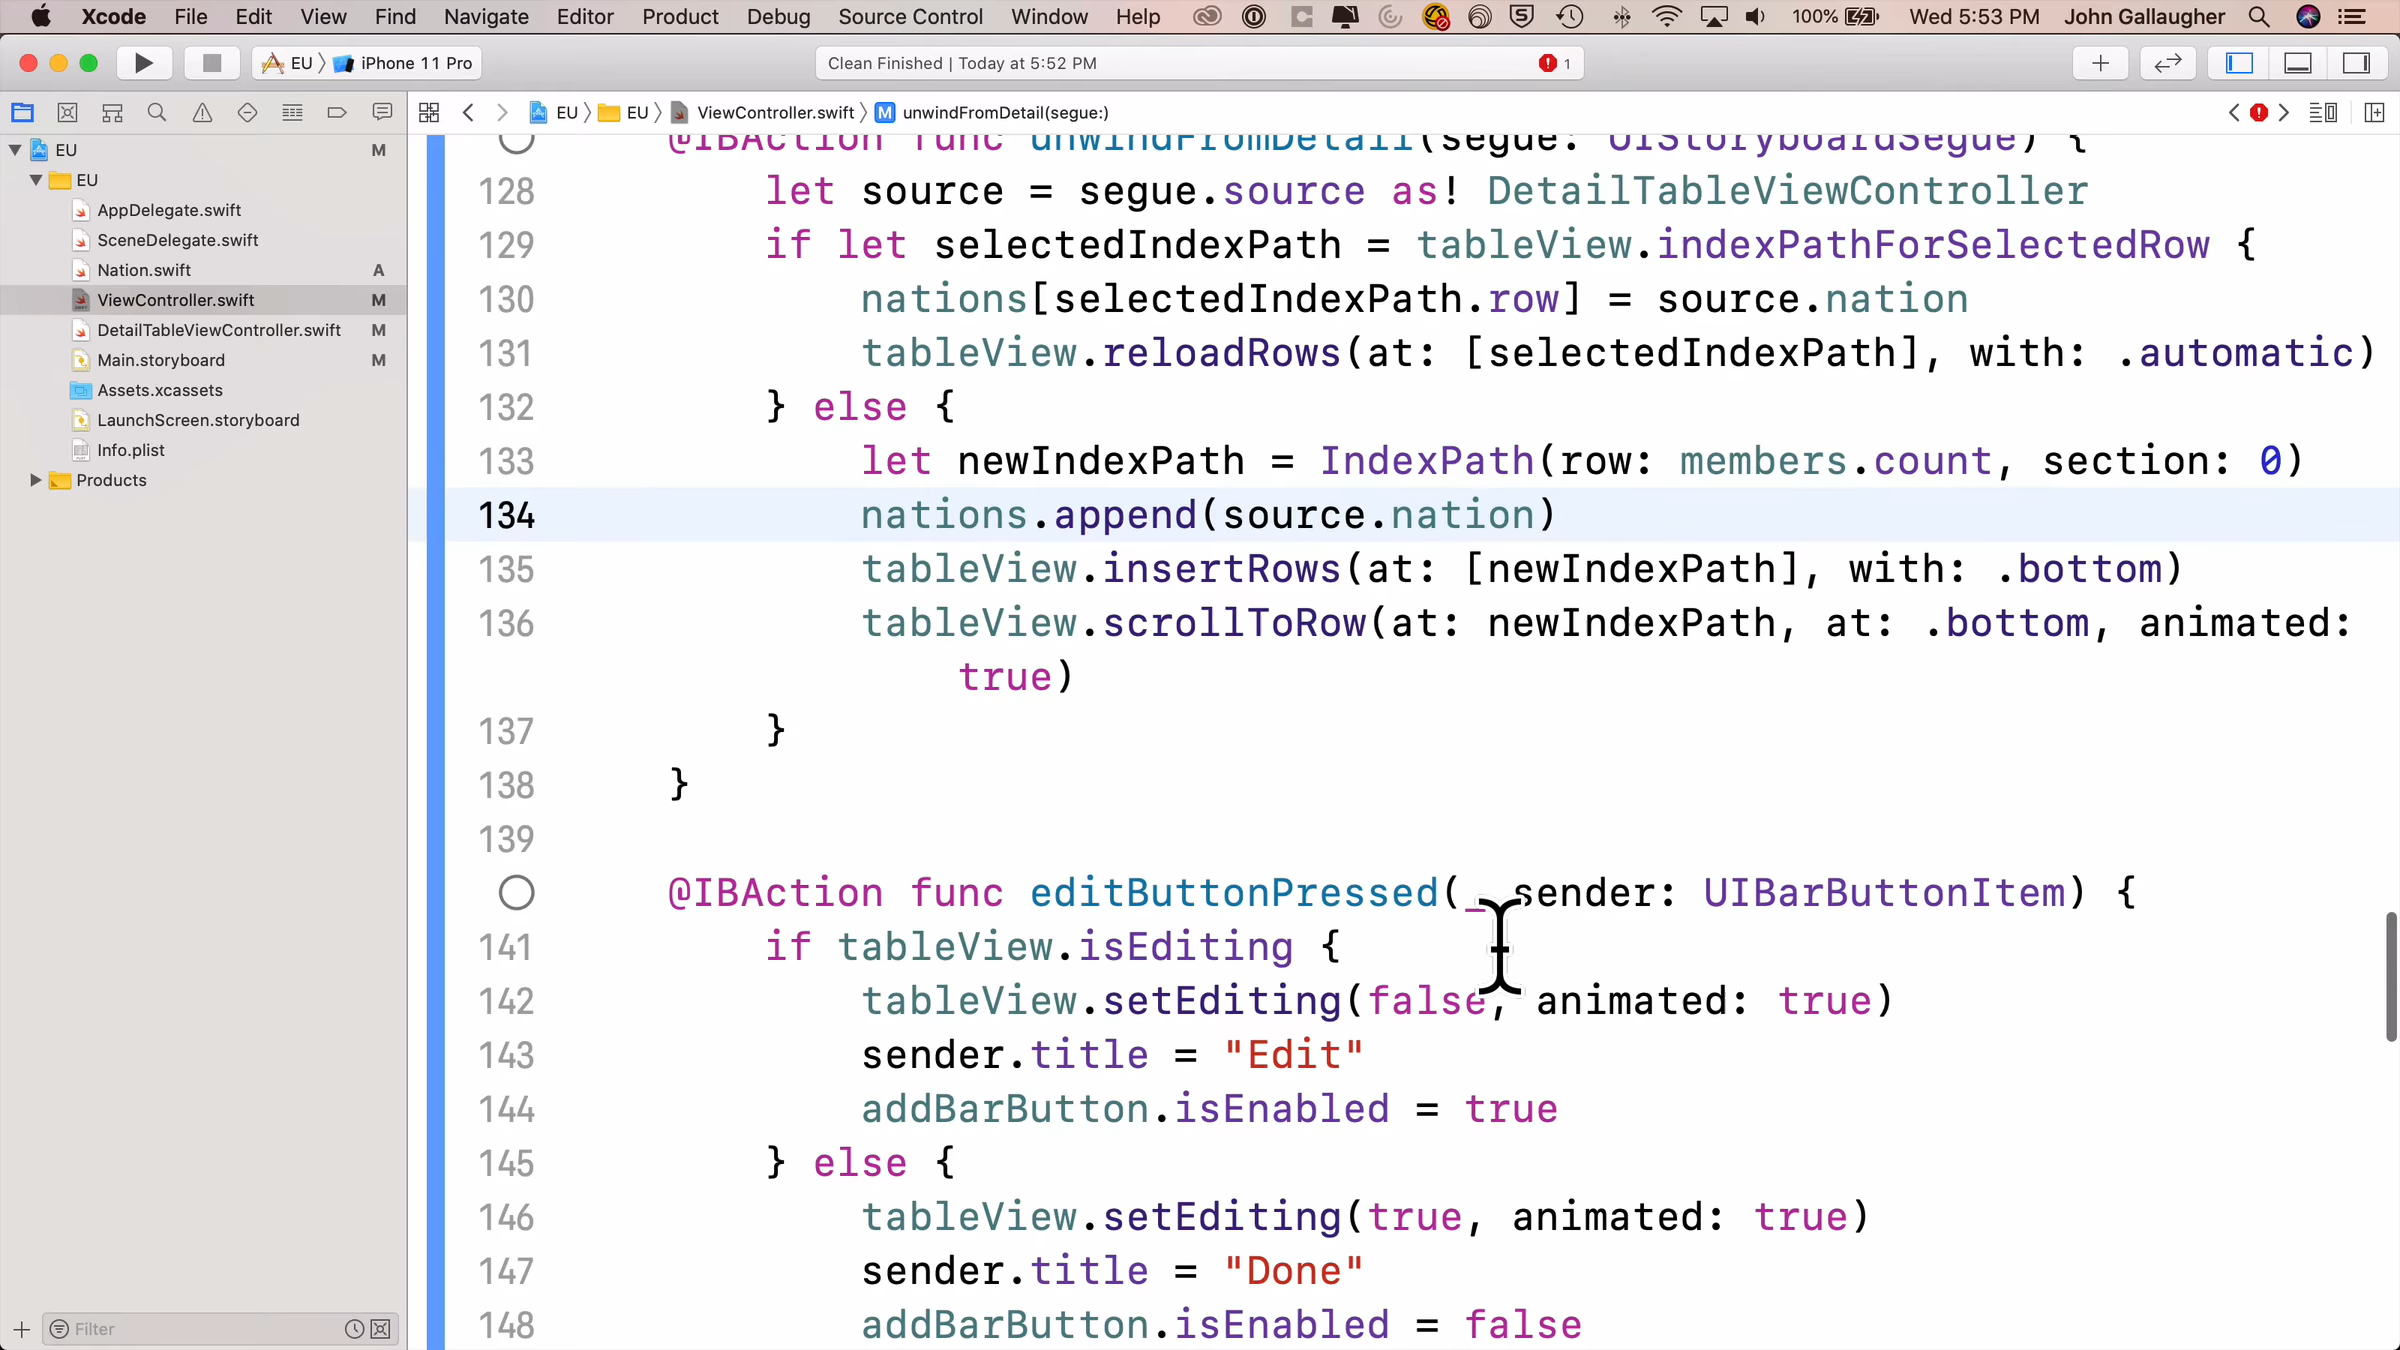 Xcode File Edit View Find Navigate Editor Product Debug Source Control Window Help 100% Wed 5:53 PM John Gallaugher
EU iPhone 11 Pro Clean Finished | Today at 5:52 PM 1
EU EU ViewController.swift M unwindFromDetail(segue:)
EU M
EU
AppDelegate.swift
SceneDelegate.swift
Nation.swift A
ViewController.swift M
DetailTableViewController.swift M
Main.storyboard M
Assets.xcassets
LaunchScreen.storyboard
Info.plist
Products
Filter
@IBAction func unwindFromDetail(segue: UIStoryboardSegue) {
128 let source = segue.source as! DetailTableViewController
129 if let selectedIndexPath = tableView.indexPathForSelectedRow {
130 nations[selectedIndexPath.row] = source.nation
131 tableView.reloadRows(at: [selectedIndexPath], with: .automatic)
132 } else {
133 let newIndexPath = IndexPath(row: members.count, section: 0)
134 nations.append(source.nation)
135 tableView.insertRows(at: [newIndexPath], with: .bottom)
136 tableView.scrollToRow(at: newIndexPath, at: .bottom, animated:
true)
137 }
138 }
139
@IBAction func editButtonPressed(_ sender: UIBarButtonItem) {
141 if tableView.isEditing {
142 tableView.setEditing(false, animated: true)
143 sender.title = "Edit"
144 addBarButton.isEnabled = true
145 } else {
146 tableView.setEditing(true, animated: true)
147 sender.title = "Done"
148 addBarButton.isEnabled = false